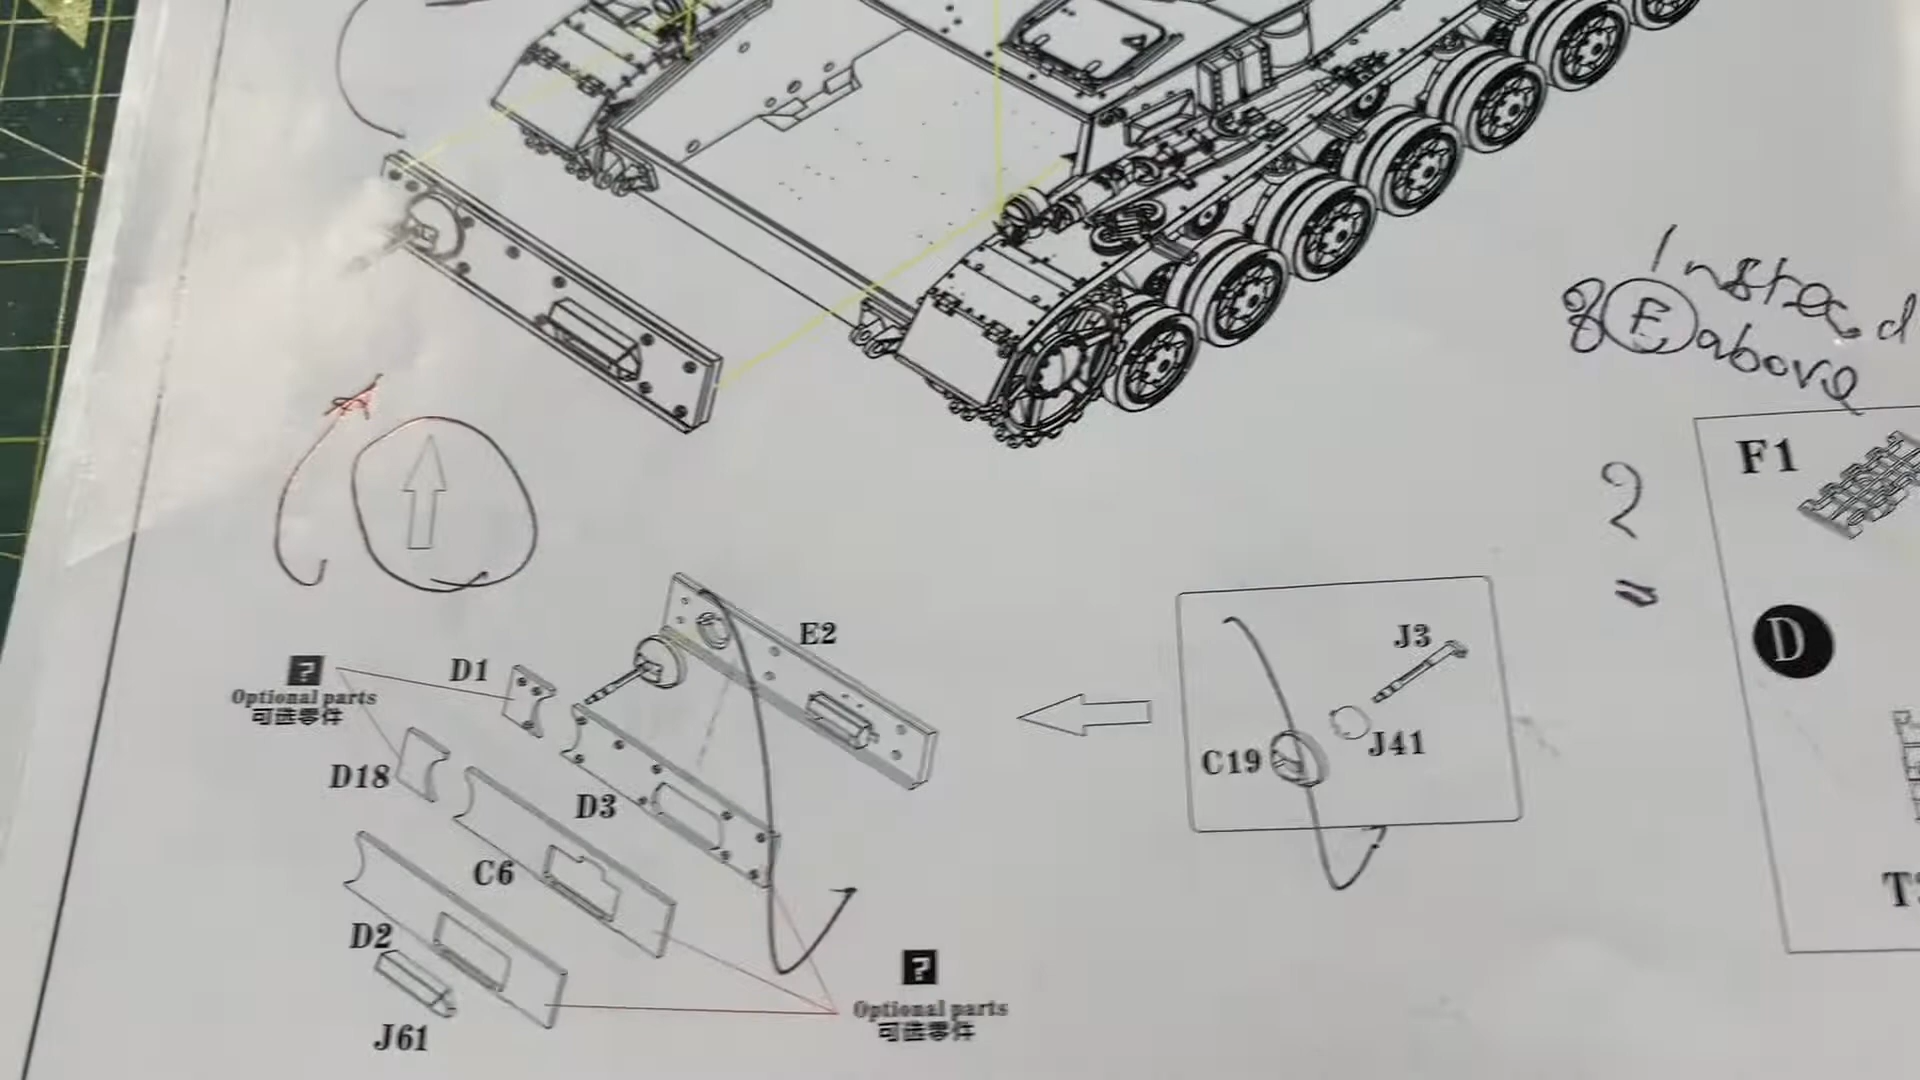 Instead
8 E above
F1
2
=
D
E2
J3
?
D1
Optional parts
可选零件
J41
C19
D18
D3
C6
D2
?
Optional parts
可选零件
J61